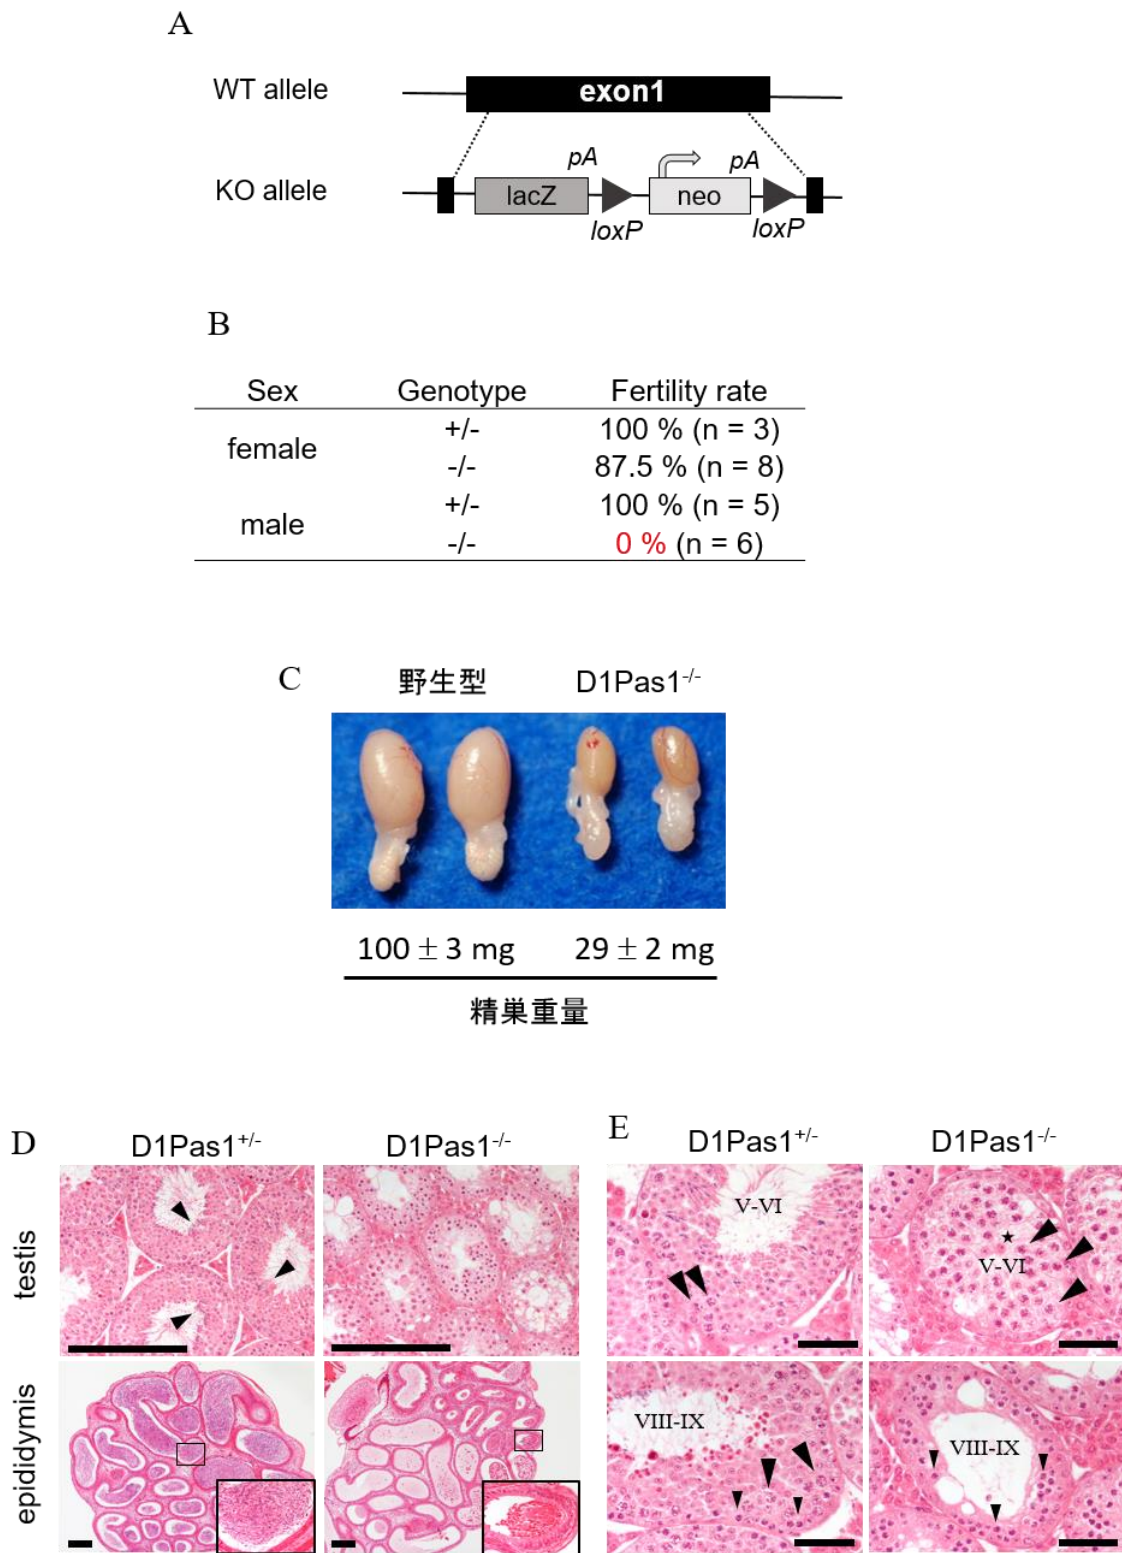 A
WT allele
exon1
pA
pA
KO allele
lacZ
neo
loxP
loxP
B
Sex Genotype Fertility rate
female
+/- 100 % (n = 3)
-/- 87.5 % (n = 8)
male
+/- 100 % (n = 5)
-/- 0 % (n = 6)
C
野生型 D1Pas1-/-
100 ± 3 mg 29 ± 2 mg
精巣重量
D
D1Pas1+/- D1Pas1-/-
testis
epididymis
E
D1Pas1+/- D1Pas1-/-
V-VI
V-VI
VIII-IX
VIII-IX